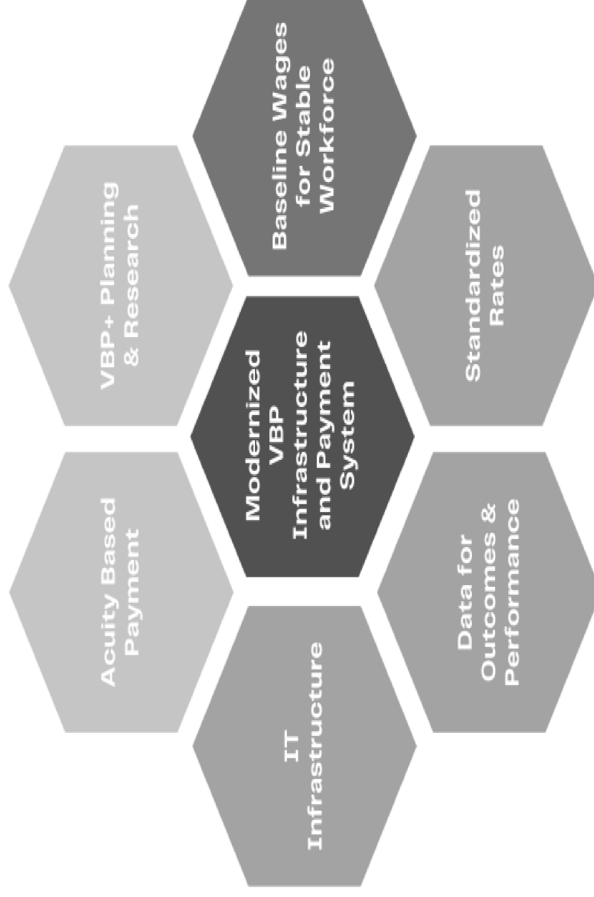 Acuity Based
Payment
VBP+ Planning
& Research
IT
Infrastructure
Modernized
VBP
Infrastructure
and Payment
System
Baseline Wages
for Stable
Workforce
Data for
Outcomes &
Performance
Standardized
Rates